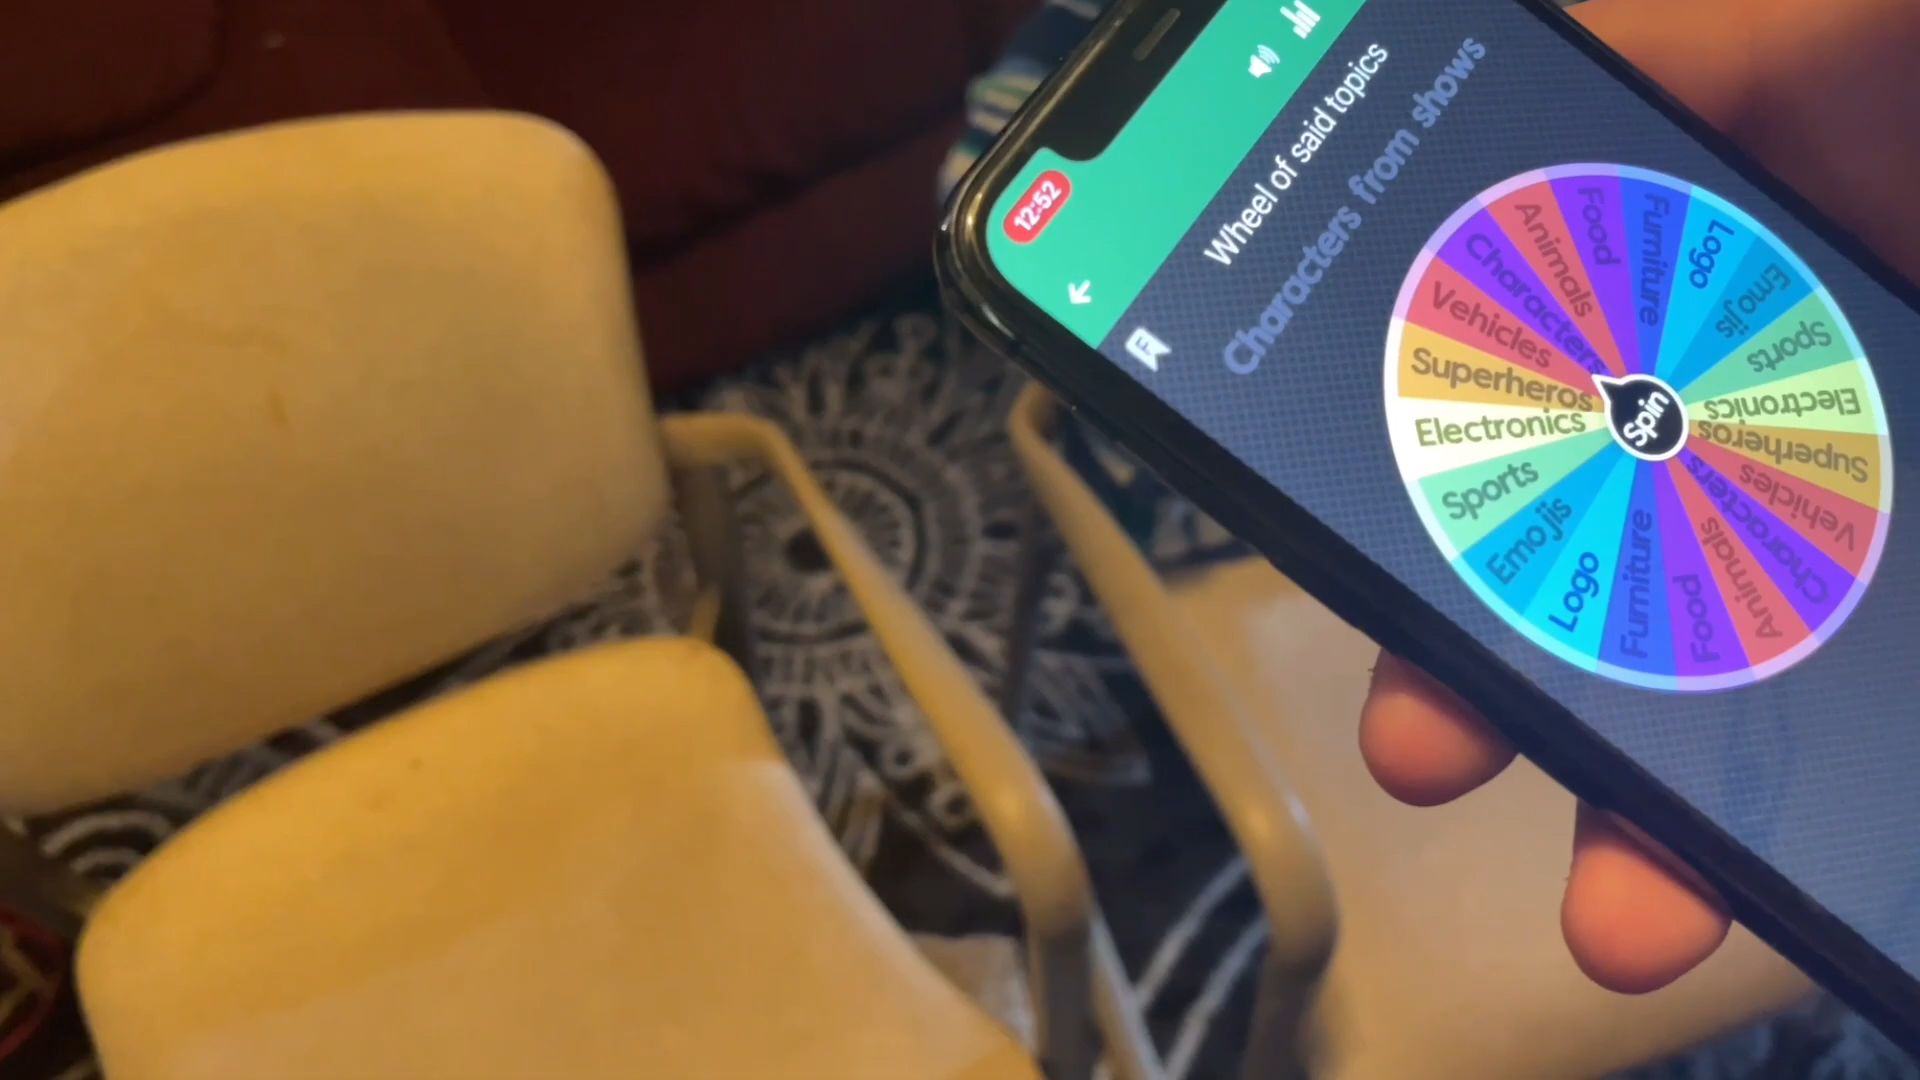 12:52
Wheel of said topics
F
Characters from shows
Food
Furniture
Logo
Emojis
Sports
Electronics
Superheros
Vehicles
Characters
Animals
Food
Furniture
Logo
Emojis
Sports
Electronics
Superheros
Vehicles
Characters
Animals
Spin